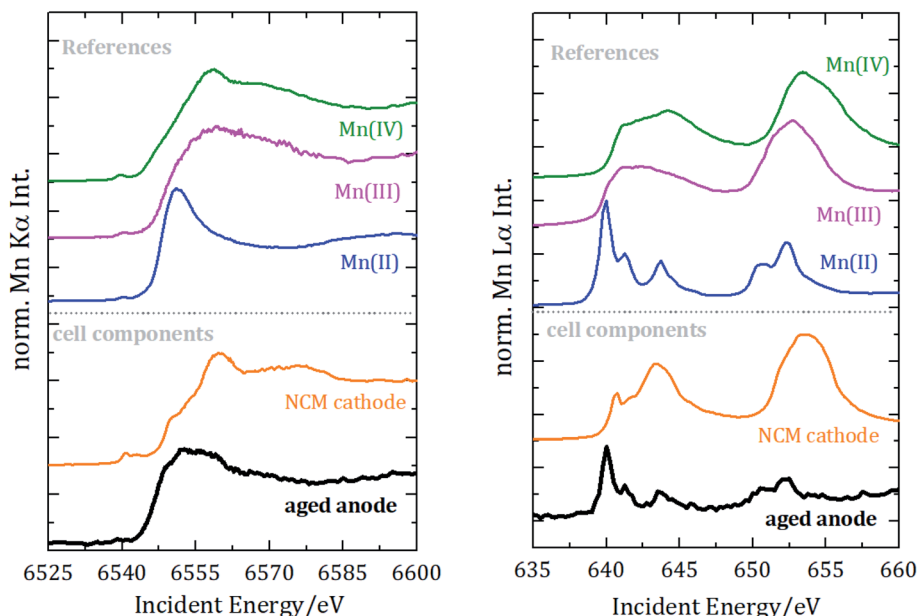 norm. Mn Kα Int.
References
Mn(IV)
Mn(III)
Mn(II)
cell components
NCM cathode
aged anode
6525 6540 6555 6570 6585 6600
Incident Energy/eV
norm. Mn Lα Int.
References
Mn(IV)
Mn(III)
Mn(II)
cell components
NCM cathode
aged anode
635 640 645 650 655 660
Incident Energy/eV